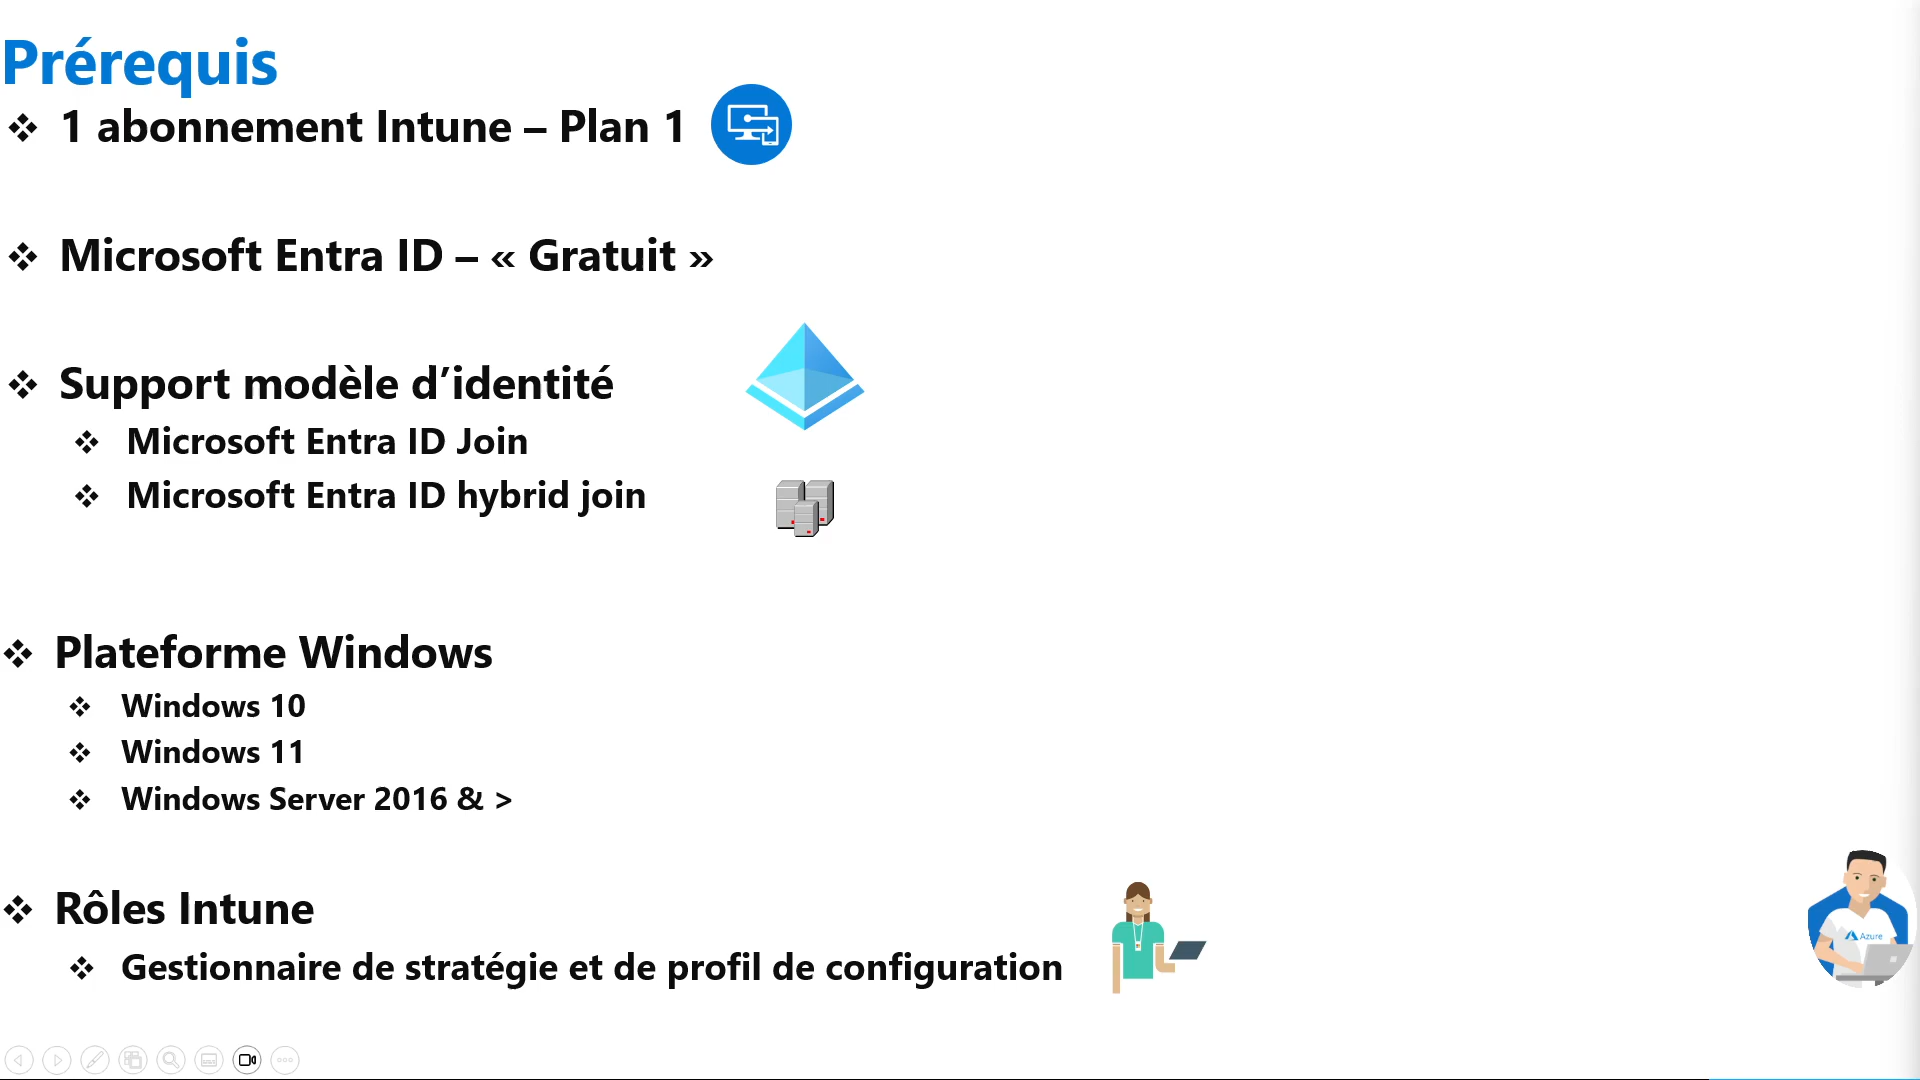 Prérequis
❖ 1 abonnement Intune – Plan 1
❖ Microsoft Entra ID – « Gratuit »
❖ Support modèle d’identité
❖ Microsoft Entra ID Join
❖ Microsoft Entra ID hybrid join
❖ Plateforme Windows
❖ Windows 10
❖ Windows 11
❖ Windows Server 2016 & >
❖ Rôles Intune
❖ Gestionnaire de stratégie et de profil de configuration
Azure